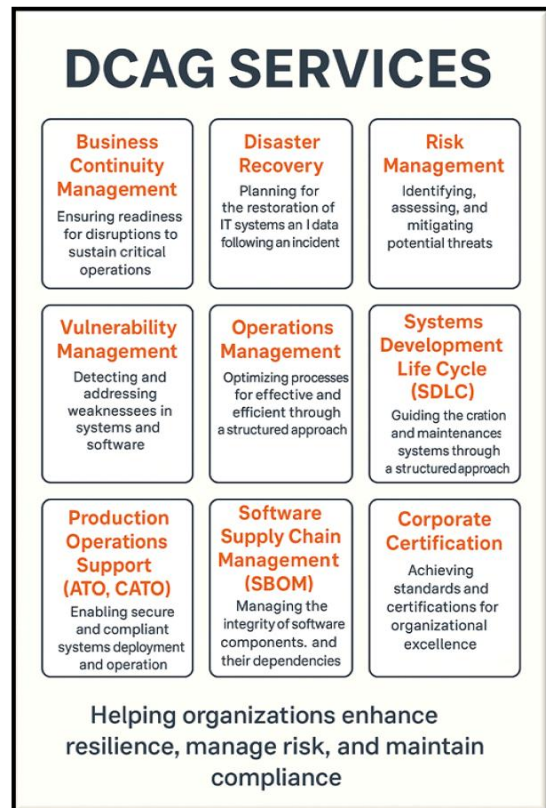 DCAG SERVICES
Business
Continuity
Management
Ensuring readiness
for disruptions to
sustain critical
operations
Disaster
Recovery
Planning for
the restoration of
IT systems an I data
following an incident
Risk
Management
Identifying,
assessing, and
mitigating
potential threats
Vulnerability
Management
Detecting and
addressing
weaknessees in
systems and
software
Operations
Management
Optimizing processes
for effective and
efficient through
a structured approach
Systems
Development
Life Cycle
(SDLC)
Guiding the cration
and maintenances
systems through
a structured approach
Production
Operations
Support
(ATO, CATO)
Enabling secure
and compliant
systems deployment
and operation
Software
Supply Chain
Management
(SBOM)
Managing the
integrity of software
components. and
their dependencies
Corporate
Certification
Achieving
standards and
certifications for
organizational
excellence
Helping organizations enhance
resilience, manage risk, and maintain
compliance